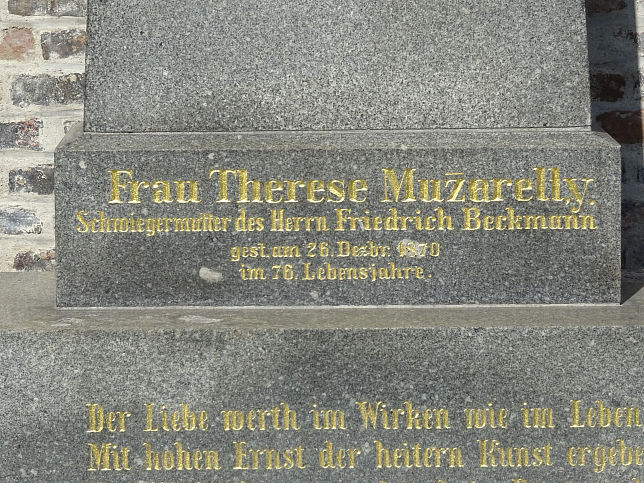 Frau Therese Mužarelly.
Schwiegermutter des Herrn Friedrich Beckmann
gest. am 26. Dezbr. 1870
im 76. Lebensjahre.
Der Liebe werth im Wirken wie im Leben
Mit hohen Ernst der heitern Kunst ergebe